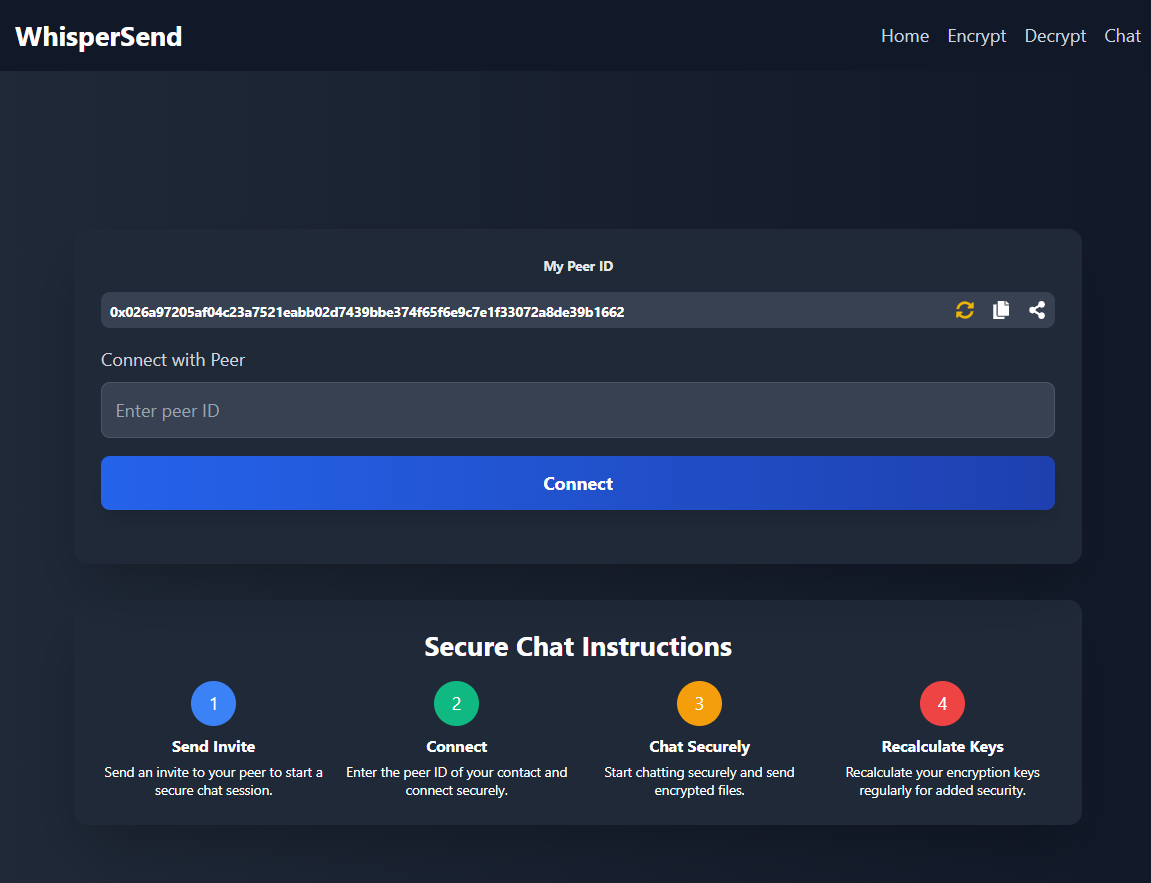 WhisperSend
Home Encrypt Decrypt Chat
My Peer ID
0x026a97205af04c23a7521eabb02d7439bbe374f65f6e9c7e1f33072a8de39b1662
Connect with Peer
Enter peer ID
Connect
Secure Chat Instructions
1
Send Invite
Send an invite to your peer to start a
secure chat session.
2
Connect
Enter the peer ID of your contact and
connect securely.
3
Chat Securely
Start chatting securely and send
encrypted files.
4
Recalculate Keys
Recalculate your encryption keys
regularly for added security.